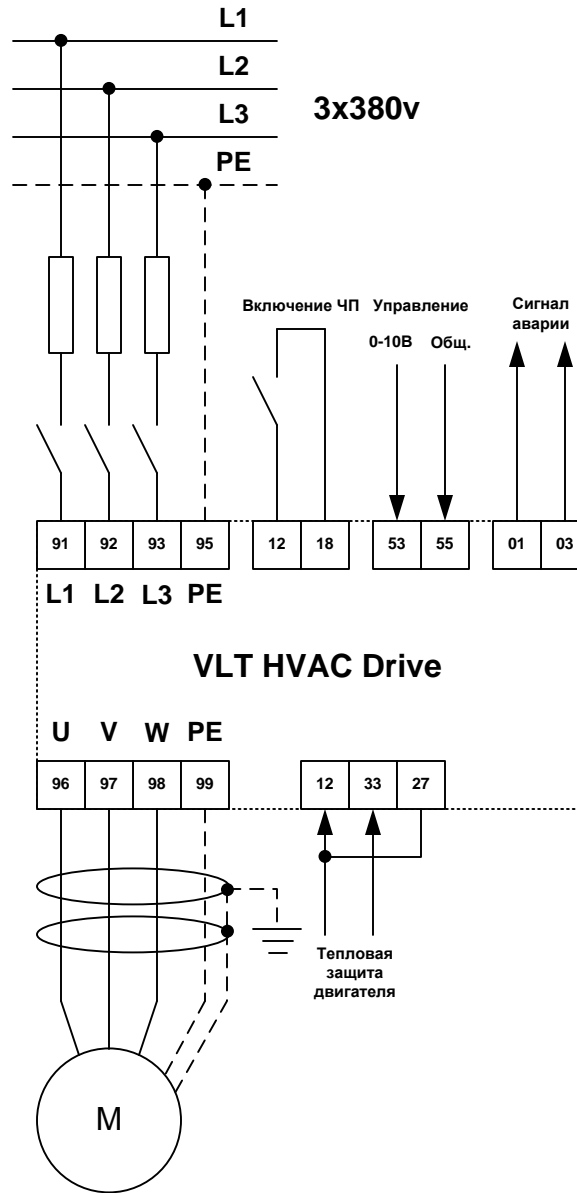 L1
L2
L3
PE
3x380v
Включение ЧП
Управление
0-10В
Общ.
Сигнал
аварии
91
92
93
95
12
18
53
55
01
03
L1
L2
L3
PE
VLT HVAC Drive
U
V
W
PE
96
97
98
99
12
33
27
Тепловая
защита
двигателя
M